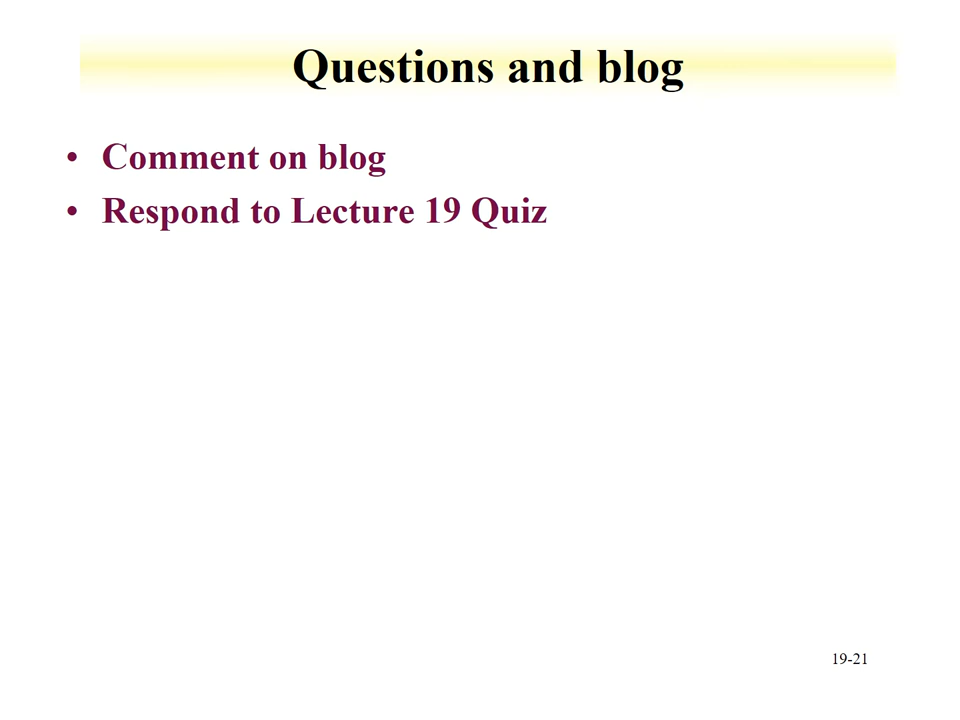 Questions and blog
• Comment on blog
• Respond to Lecture 19 Quiz
19-21